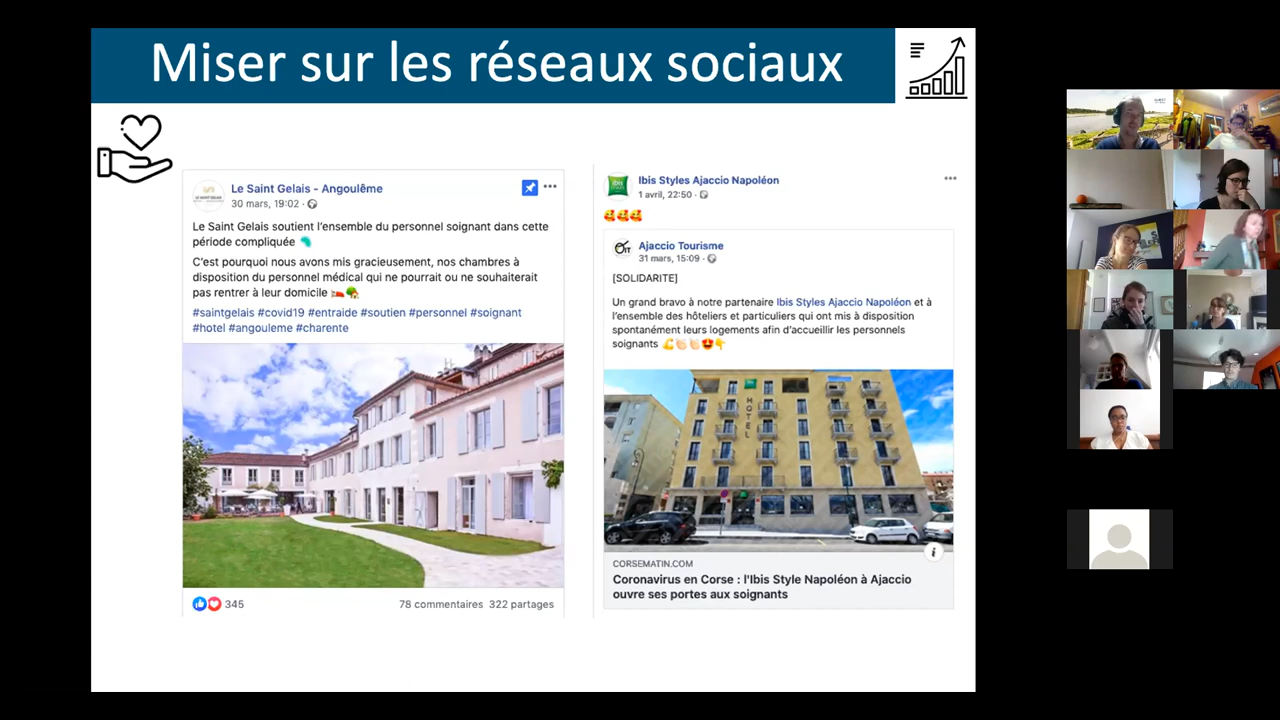 Miser sur les réseaux sociaux
Le Saint Gelais - Angoulême
30 mars, 19:02 ·
Le Saint Gelais soutient l'ensemble du personnel soignant dans cette
période compliquée
C'est pourquoi nous avons mis gracieusement, nos chambres à
disposition du personnel médical qui ne pourrait ou ne souhaiterait
pas rentrer à leur domicile
#saintgelais #covid19 #entraide #soutien #personnel #soignant
#hotel #angouleme #charente
345
78 commentaires 322 partages
Ibis Styles Ajaccio Napoléon
1 avril, 22:50 ·
Ajaccio Tourisme
31 mars, 15:09 ·
[SOLIDARITE]
Un grand bravo à notre partenaire Ibis Styles Ajaccio Napoléon et à
l'ensemble des hôteliers et particuliers qui ont mis à disposition
spontanément leurs logements afin d'accueillir les personnels
soignants
HOTEL
CORSEMATIN.COM
Coronavirus en Corse : l'Ibis Style Napoléon à Ajaccio
ouvre ses portes aux soignants